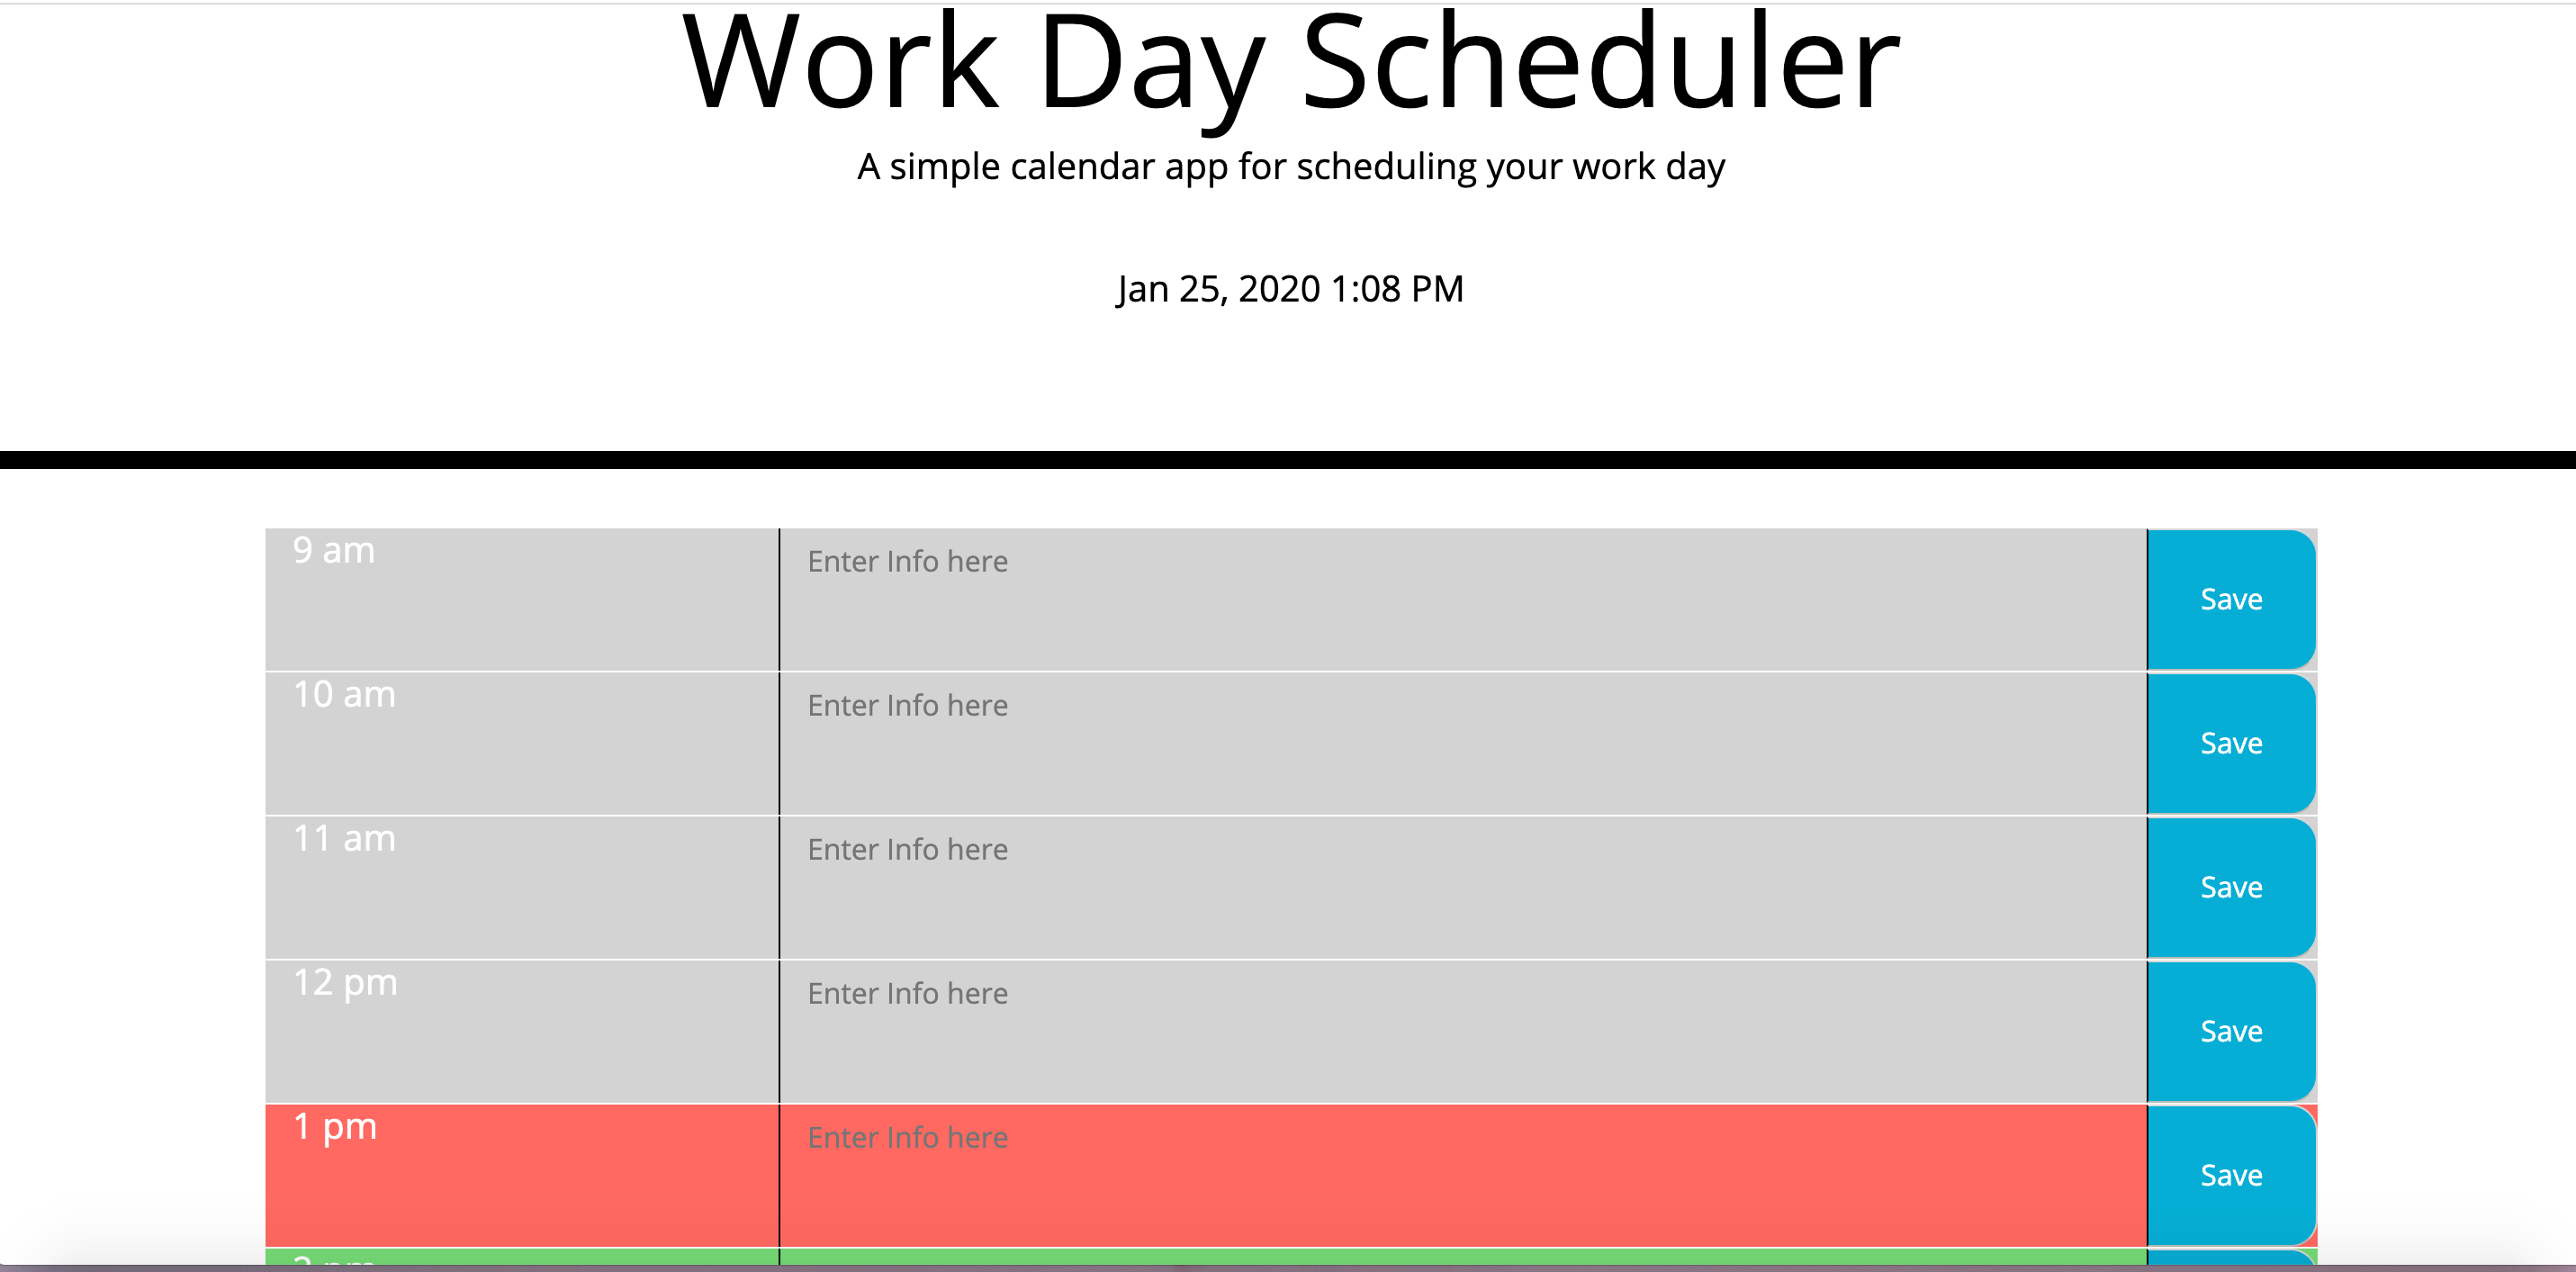 Work Day Scheduler
A simple calendar app for scheduling your work day
Jan 25, 2020 1:08 PM
9 am
Enter Info here
Save
10 am
Enter Info here
Save
11 am
Enter Info here
Save
12 pm
Enter Info here
Save
1 pm
Enter Info here
Save